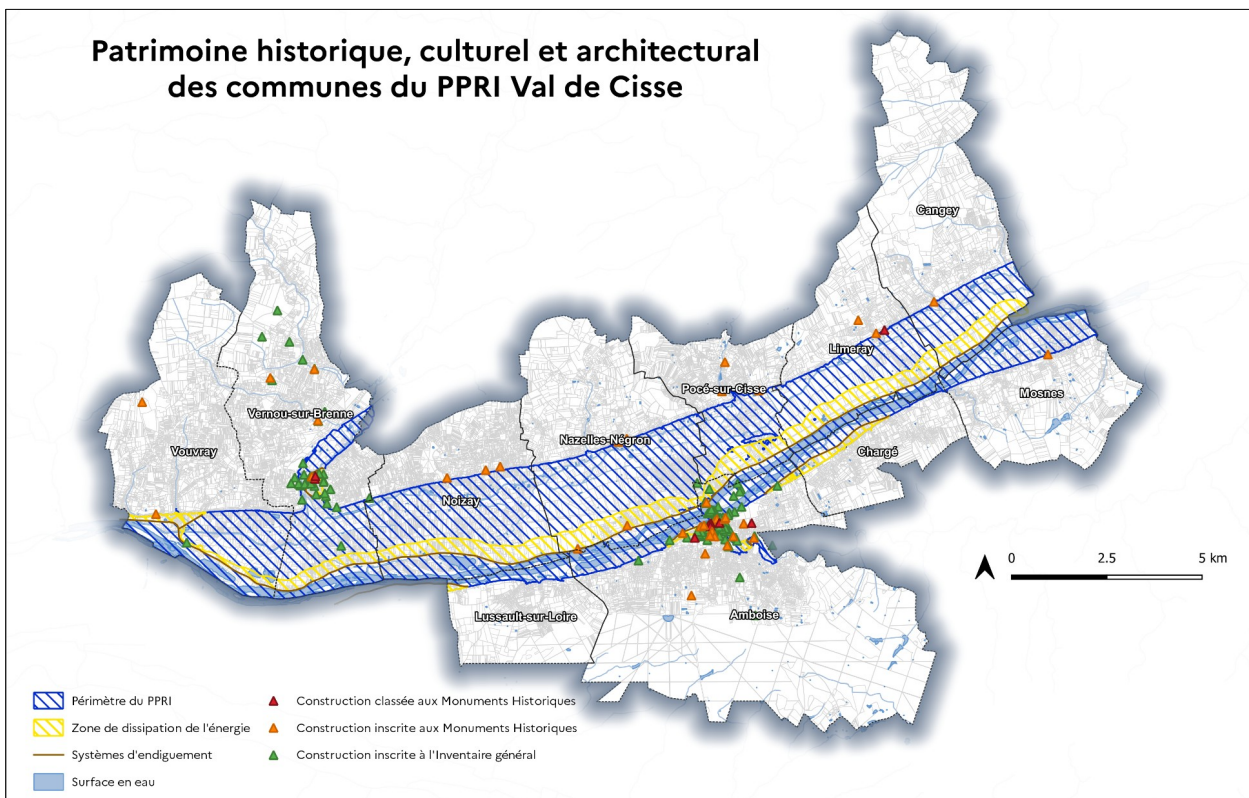 Patrimoine historique, culturel et architectural
des communes du PPRI Val de Cisse
Cangey
Limeray
Pocé-sur-Cisse
Mosnes
Vernou-sur-Brenne
Nazelles-Négron
Vouvray
Chargé
Noizay
0 2.5 5 km
Lussault-sur-Loire
Amboise
Périmètre du PPRI
Zone de dissipation de l'énergie
Systèmes d'endiguement
Surface en eau
Construction classée aux Monuments Historiques
Construction inscrite aux Monuments Historiques
Construction inscrite à l'Inventaire général